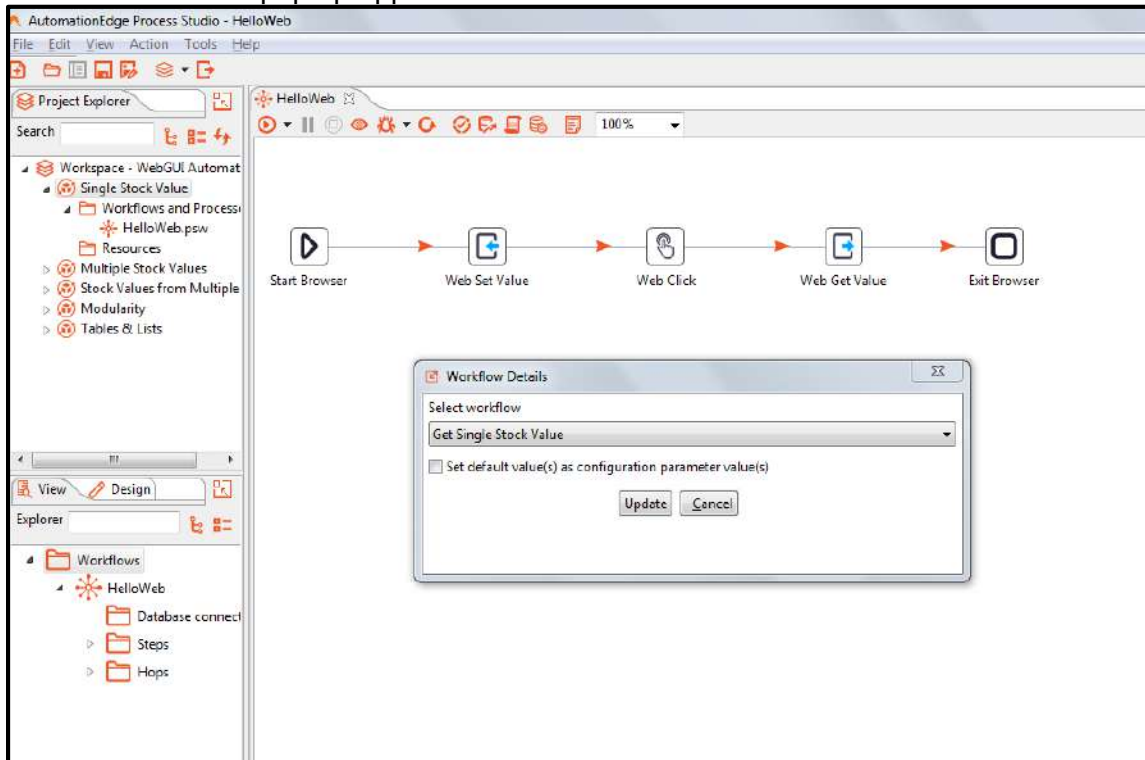 AutomationEdge Process Studio - HelloWeb
File Edit View Action Tools Help
Project Explorer
Search
Workspace - WebGUI Automat
Single Stock Value
Workflows and Process
HelloWeb.psw
Resources
Multiple Stock Values
Stock Values from Multiple
Modularity
Tables & Lists
View Design
Explorer
Workflows
HelloWeb
Database connect
Steps
Hops
HelloWeb
100%
Start Browser Web Set Value Web Click Web Get Value Exit Browser
Workflow Details
Select workflow
Get Single Stock Value
Set default value(s) as configuration parameter value(s)
Update Cancel